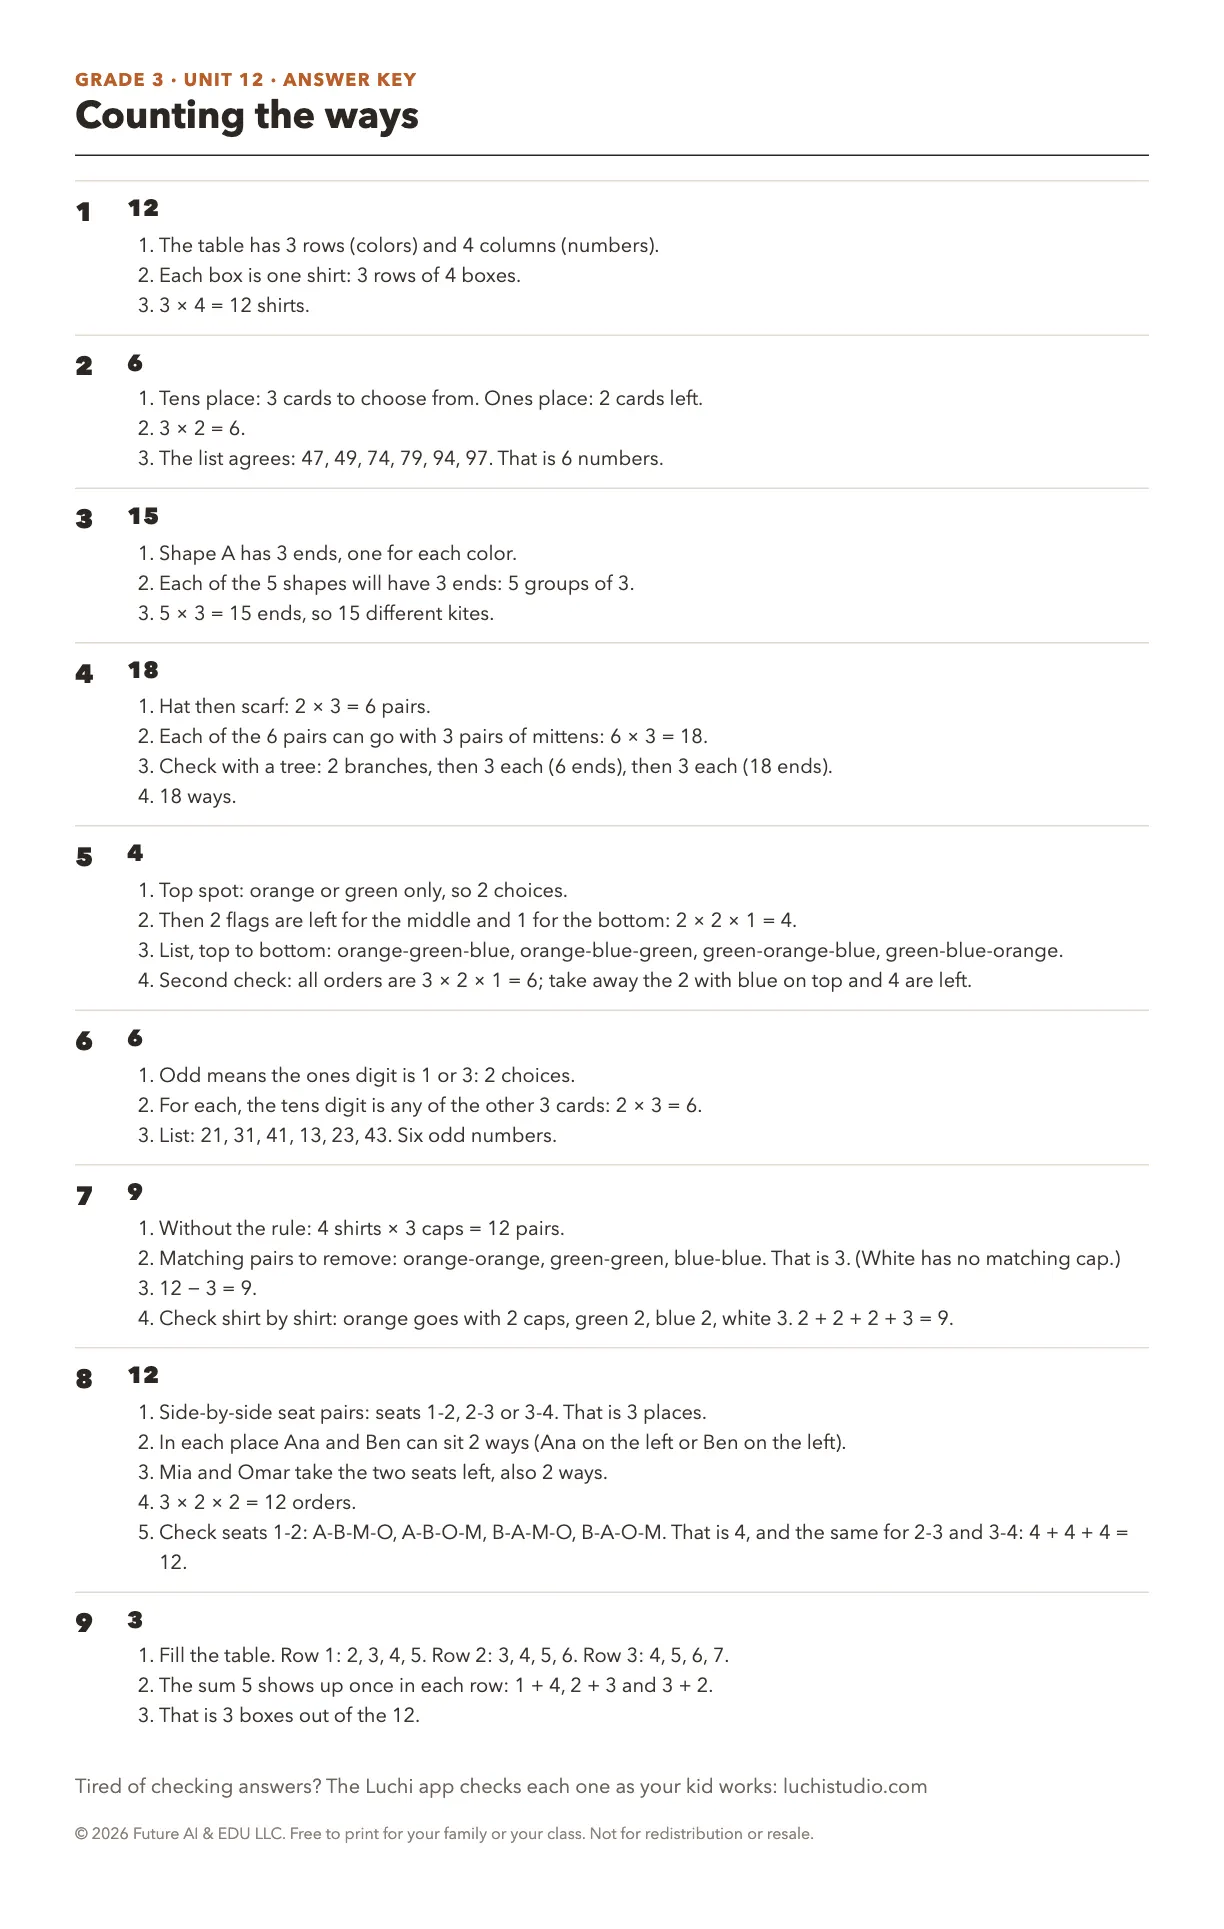 GRADE 3 · UNIT 12 · ANSWER KEY
Counting the ways
1 12
1. The table has 3 rows (colors) and 4 columns (numbers).
2. Each box is one shirt: 3 rows of 4 boxes.
3. 3 × 4 = 12 shirts.
2 6
1. Tens place: 3 cards to choose from. Ones place: 2 cards left.
2. 3 × 2 = 6.
3. The list agrees: 47, 49, 74, 79, 94, 97. That is 6 numbers.
3 15
1. Shape A has 3 ends, one for each color.
2. Each of the 5 shapes will have 3 ends: 5 groups of 3.
3. 5 × 3 = 15 ends, so 15 different kites.
4 18
1. Hat then scarf: 2 × 3 = 6 pairs.
2. Each of the 6 pairs can go with 3 pairs of mittens: 6 × 3 = 18.
3. Check with a tree: 2 branches, then 3 each (6 ends), then 3 each (18 ends).
4. 18 ways.
5 4
1. Top spot: orange or green only, so 2 choices.
2. Then 2 flags are left for the middle and 1 for the bottom: 2 × 2 × 1 = 4.
3. List, top to bottom: orange-green-blue, orange-blue-green, green-orange-blue, green-blue-orange.
4. Second check: all orders are 3 × 2 × 1 = 6; take away the 2 with blue on top and 4 are left.
6 6
1. Odd means the ones digit is 1 or 3: 2 choices.
2. For each, the tens digit is any of the other 3 cards: 2 × 3 = 6.
3. List: 21, 31, 41, 13, 23, 43. Six odd numbers.
7 9
1. Without the rule: 4 shirts × 3 caps = 12 pairs.
2. Matching pairs to remove: orange-orange, green-green, blue-blue. That is 3. (White has no matching cap.)
3. 12 − 3 = 9.
4. Check shirt by shirt: orange goes with 2 caps, green 2, blue 2, white 3. 2 + 2 + 2 + 3 = 9.
8 12
1. Side-by-side seat pairs: seats 1-2, 2-3 or 3-4. That is 3 places.
2. In each place Ana and Ben can sit 2 ways (Ana on the left or Ben on the left).
3. Mia and Omar take the two seats left, also 2 ways.
4. 3 × 2 × 2 = 12 orders.
5. Check seats 1-2: A-B-M-O, A-B-O-M, B-A-M-O, B-A-O-M. That is 4, and the same for 2-3 and 3-4: 4 + 4 + 4 =
12.
9 3
1. Fill the table. Row 1: 2, 3, 4, 5. Row 2: 3, 4, 5, 6. Row 3: 4, 5, 6, 7.
2. The sum 5 shows up once in each row: 1 + 4, 2 + 3 and 3 + 2.
3. That is 3 boxes out of the 12.
Tired of checking answers? The Luchi app checks each one as your kid works: luchistudio.com
© 2026 Future AI & EDU LLC. Free to print for your family or your class. Not for redistribution or resale.